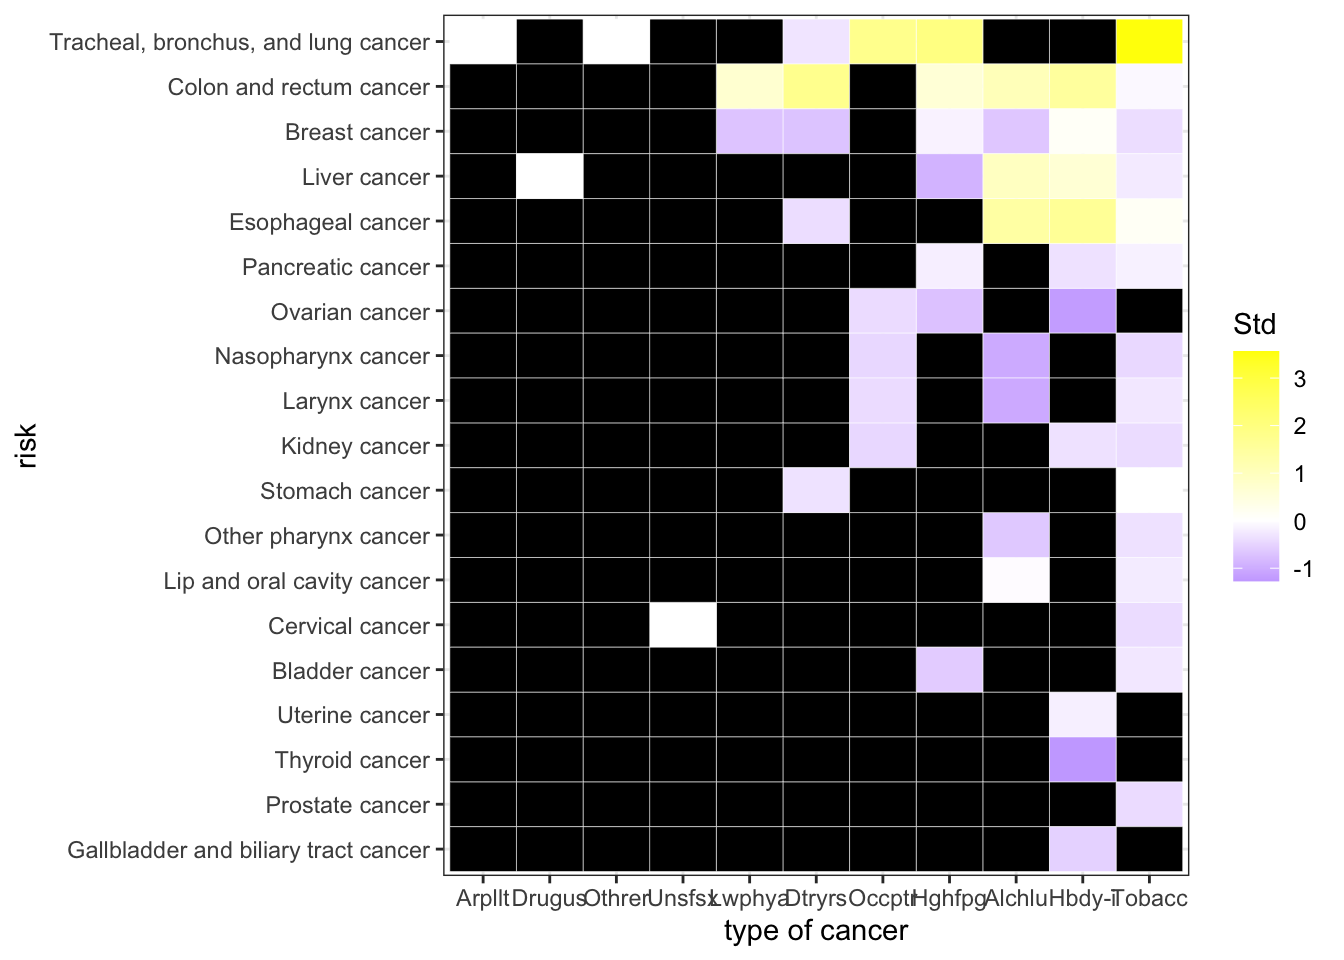 Tracheal, bronchus, and lung cancer
Colon and rectum cancer
Breast cancer
Liver cancer
Esophageal cancer
Pancreatic cancer
Ovarian cancer
Nasopharynx cancer
Larynx cancer
Kidney cancer
Stomach cancer
Other pharynx cancer
Lip and oral cavity cancer
Cervical cancer
Bladder cancer
Uterine cancer
Thyroid cancer
Prostate cancer
Gallbladder and biliary tract cancer
risk
Arpllt Drugus Othrer Unsfsx Lwphya Dtryrs Occptr Hghfpg Alchlu Hbdy-i Tobacc
type of cancer
Std
3
2
1
0
-1